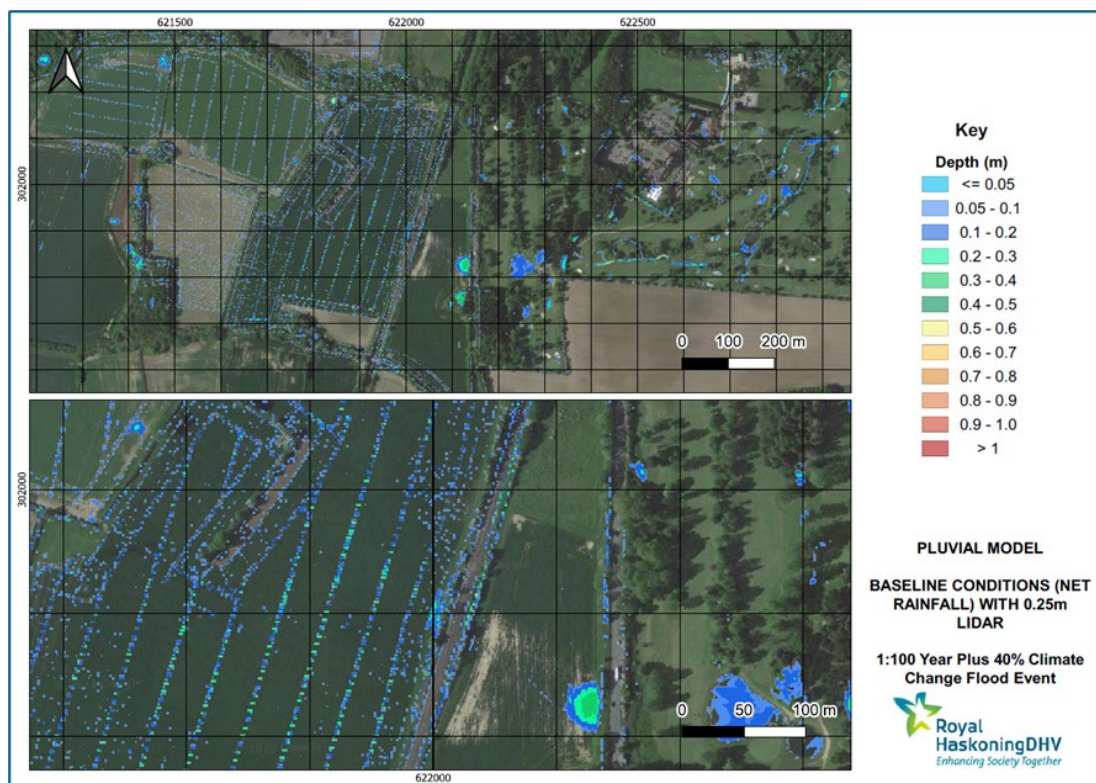 621500
622000
622500
302000
0 100 200 m
Key
Depth (m)
<= 0.05
0.05 - 0.1
0.1 - 0.2
0.2 - 0.3
0.3 - 0.4
0.4 - 0.5
0.5 - 0.6
0.6 - 0.7
0.7 - 0.8
0.8 - 0.9
0.9 - 1.0
> 1
302000
0 50 100 m
622000
PLUVIAL MODEL
BASELINE CONDITIONS (NET
RAINFALL) WITH 0.25m
LIDAR
1:100 Year Plus 40% Climate
Change Flood Event
Royal
HaskoningDHV
Enhancing Society Together